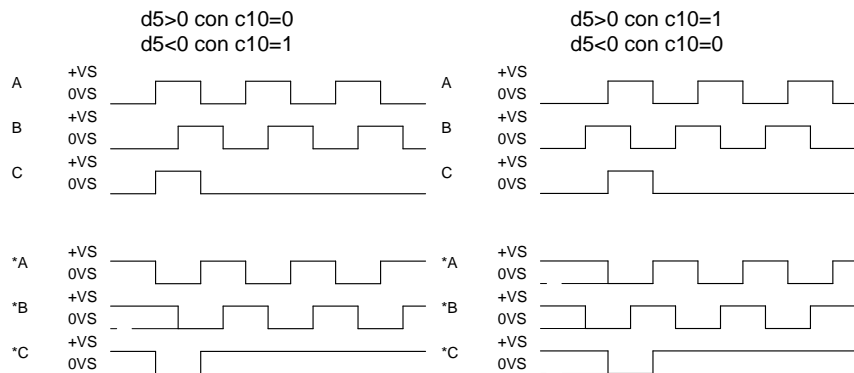 d5>0 con c10=0
d5<0 con c10=1
A
+VS
0VS
B
+VS
0VS
C
+VS
0VS
*A
+VS
0VS
*B
+VS
0VS
*C
+VS
0VS
d5>0 con c10=1
d5<0 con c10=0
A
+VS
0VS
B
+VS
0VS
C
+VS
0VS
*A
+VS
0VS
*B
+VS
0VS
*C
+VS
0VS